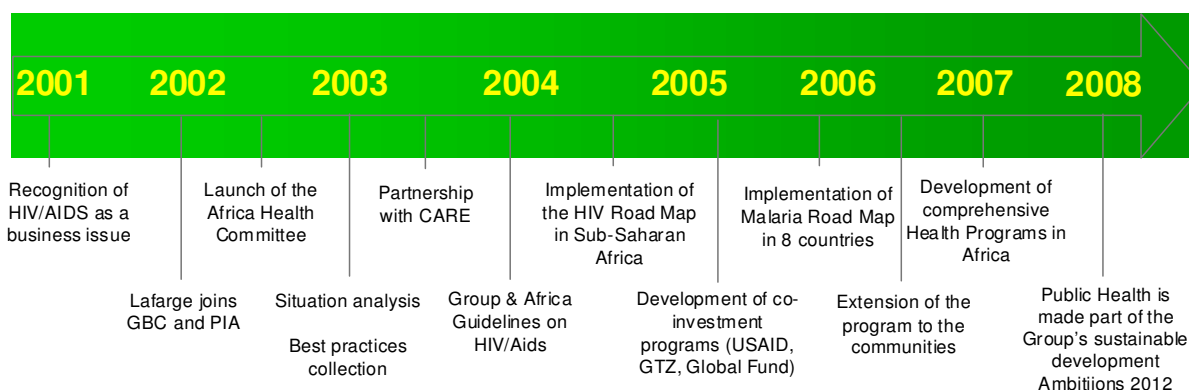 2001 2002 2003 2004 2005 2006 2007 2008
Recognition of
HIV/AIDS as a
business issue
Lafarge joins
GBC and PIA
Launch of the
Africa Health
Committee
Situation analysis
Best practices
collection
Partnership
with CARE
Group & Africa
Guidelines on
HIV/Aids
Implementation of
the HIV Road Map
in Sub-Saharan
Africa
Development of co-
investment
programs (USAID,
GTZ, Global Fund)
Implementation of
Malaria Road Map
in 8 countries
Extension of the
program to the
communities
Development of
comprehensive
Health Programs in
Africa
Public Health is
made part of the
Group's sustainable
development
Ambitiions 2012